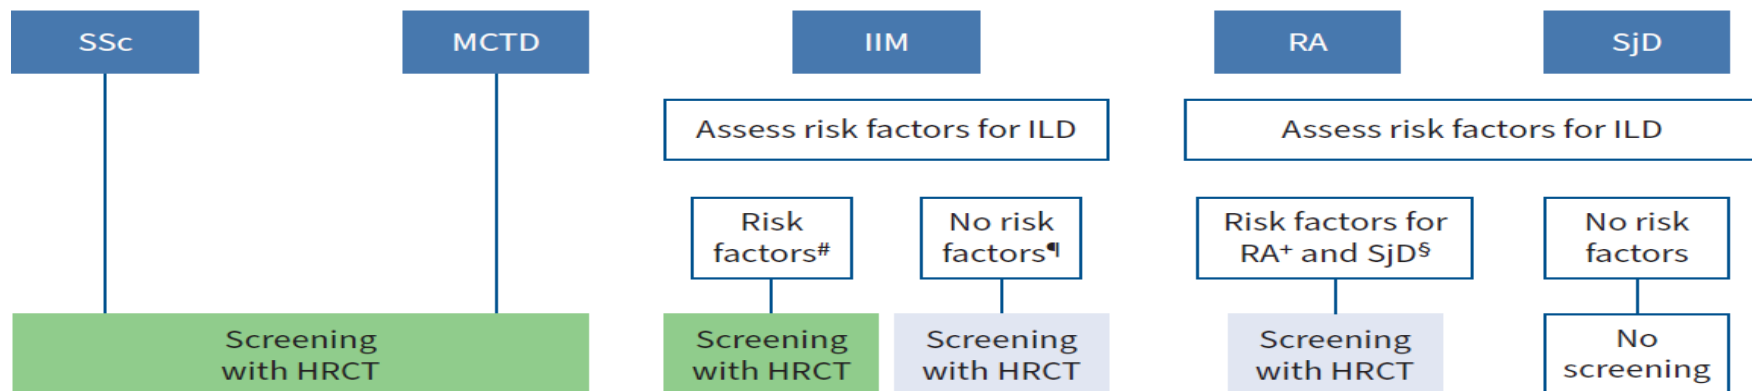 SSc
MCTD
IIM
RA
SjD
Assess risk factors for ILD
Assess risk factors for ILD
Risk
factors#
No risk
factors¶
Risk factors for
RA⁺ and SjD§
No risk
factors
Screening
with HRCT
Screening
with HRCT
Screening
with HRCT
Screening
with HRCT
No
screening